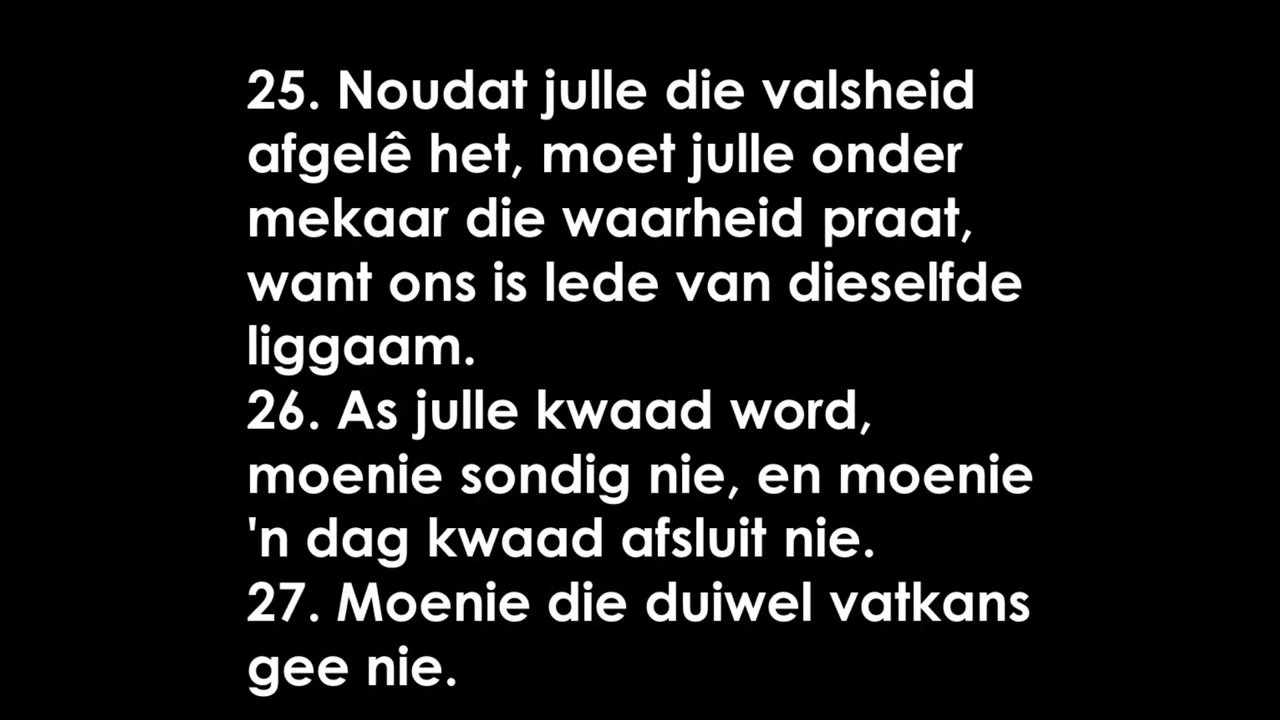 25. Noudat julle die valsheid
afgelê het, moet julle onder
mekaar die waarheid praat,
want ons is lede van dieselfde
liggaam.
26. As julle kwaad word,
moenie sondig nie, en moenie
'n dag kwaad afsluit nie.
27. Moenie die duiwel vatkans
gee nie.